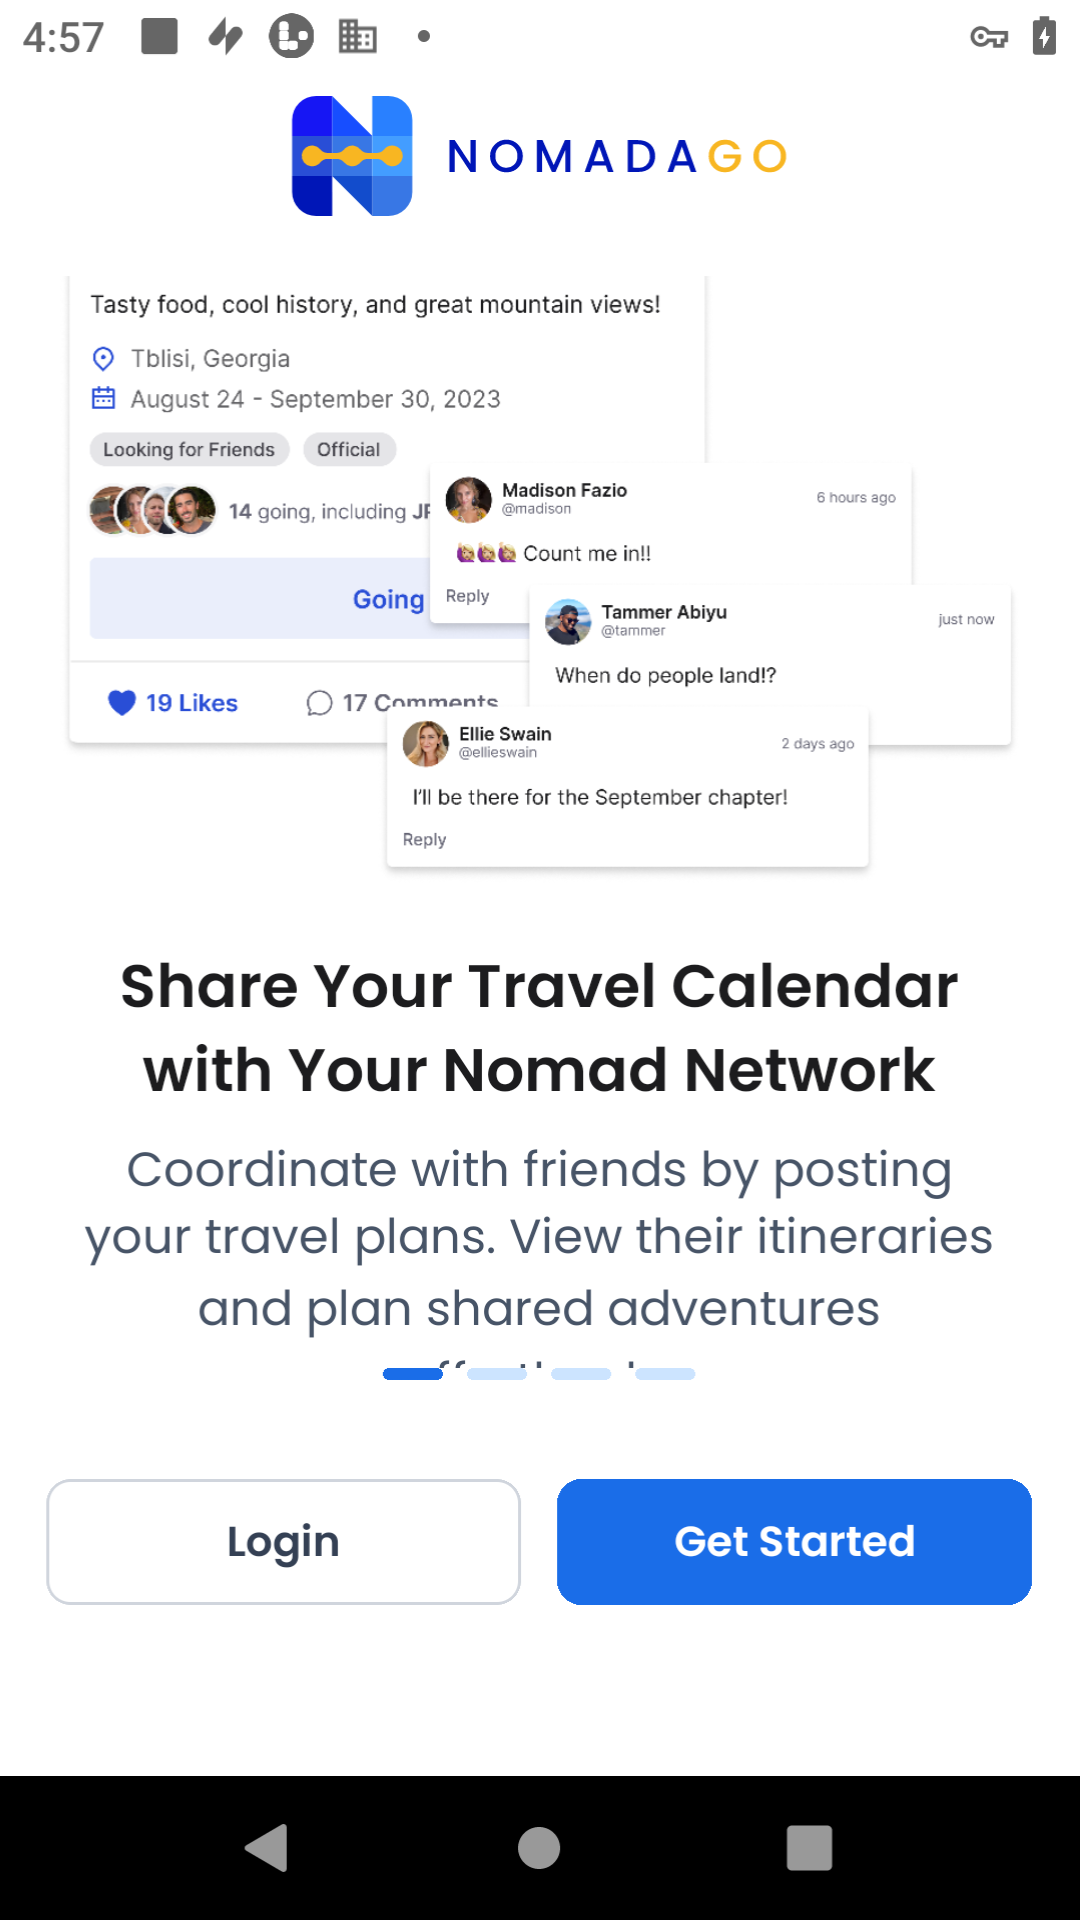 4:57
NOMADAGO
Tasty food, cool history, and great mountain views!
Tblisi, Georgia
August 24 - September 30, 2023
Looking for Friends Official
14 going, including
Going
19 Likes 17 Comments
Madison Fazio 6 hours ago
@madison
🙋🏼‍♀️🙋🏼‍♀️🙋🏼‍♀️ Count me in!!
Reply
Tammer Abiyu just now
@tammer
When do people land!?
Ellie Swain 2 days ago
@ellieswain
I'll be there for the September chapter!
Reply
Share Your Travel Calendar
with Your Nomad Network
Coordinate with friends by posting
your travel plans. View their itineraries
and plan shared adventures
Login Get Started